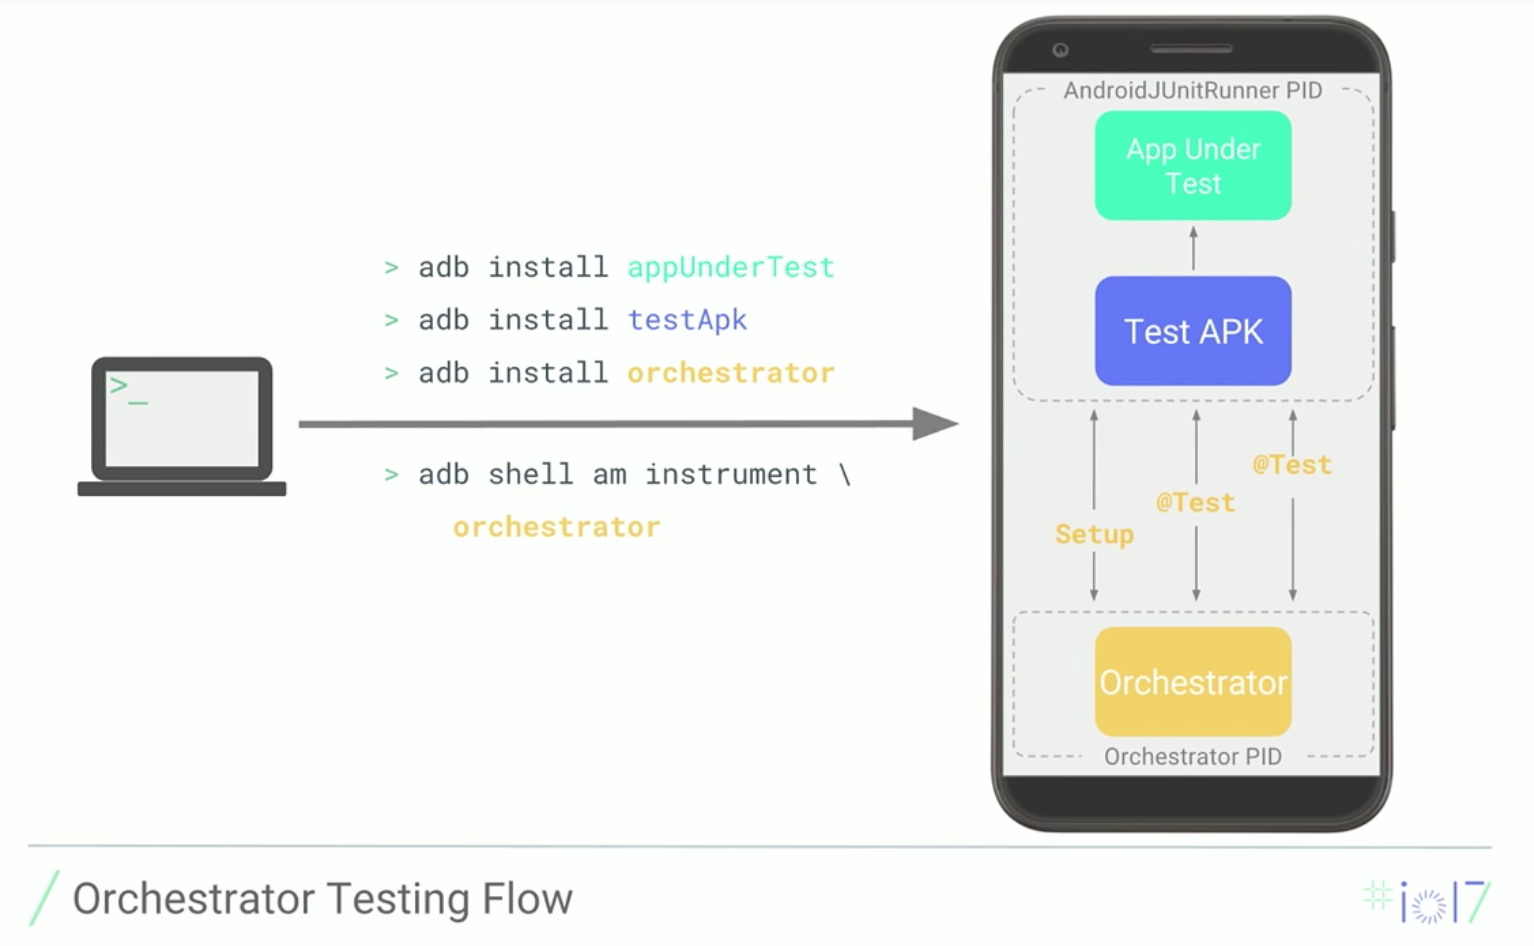 AndroidJUnitRunner PID
App Under
Test
Test APK
> adb install appUnderTest
> adb install testApk
> adb install orchestrator
> adb shell am instrument \
orchestrator
>_
@Test
@Test
Setup
Orchestrator
Orchestrator PID
/ Orchestrator Testing Flow
#io17